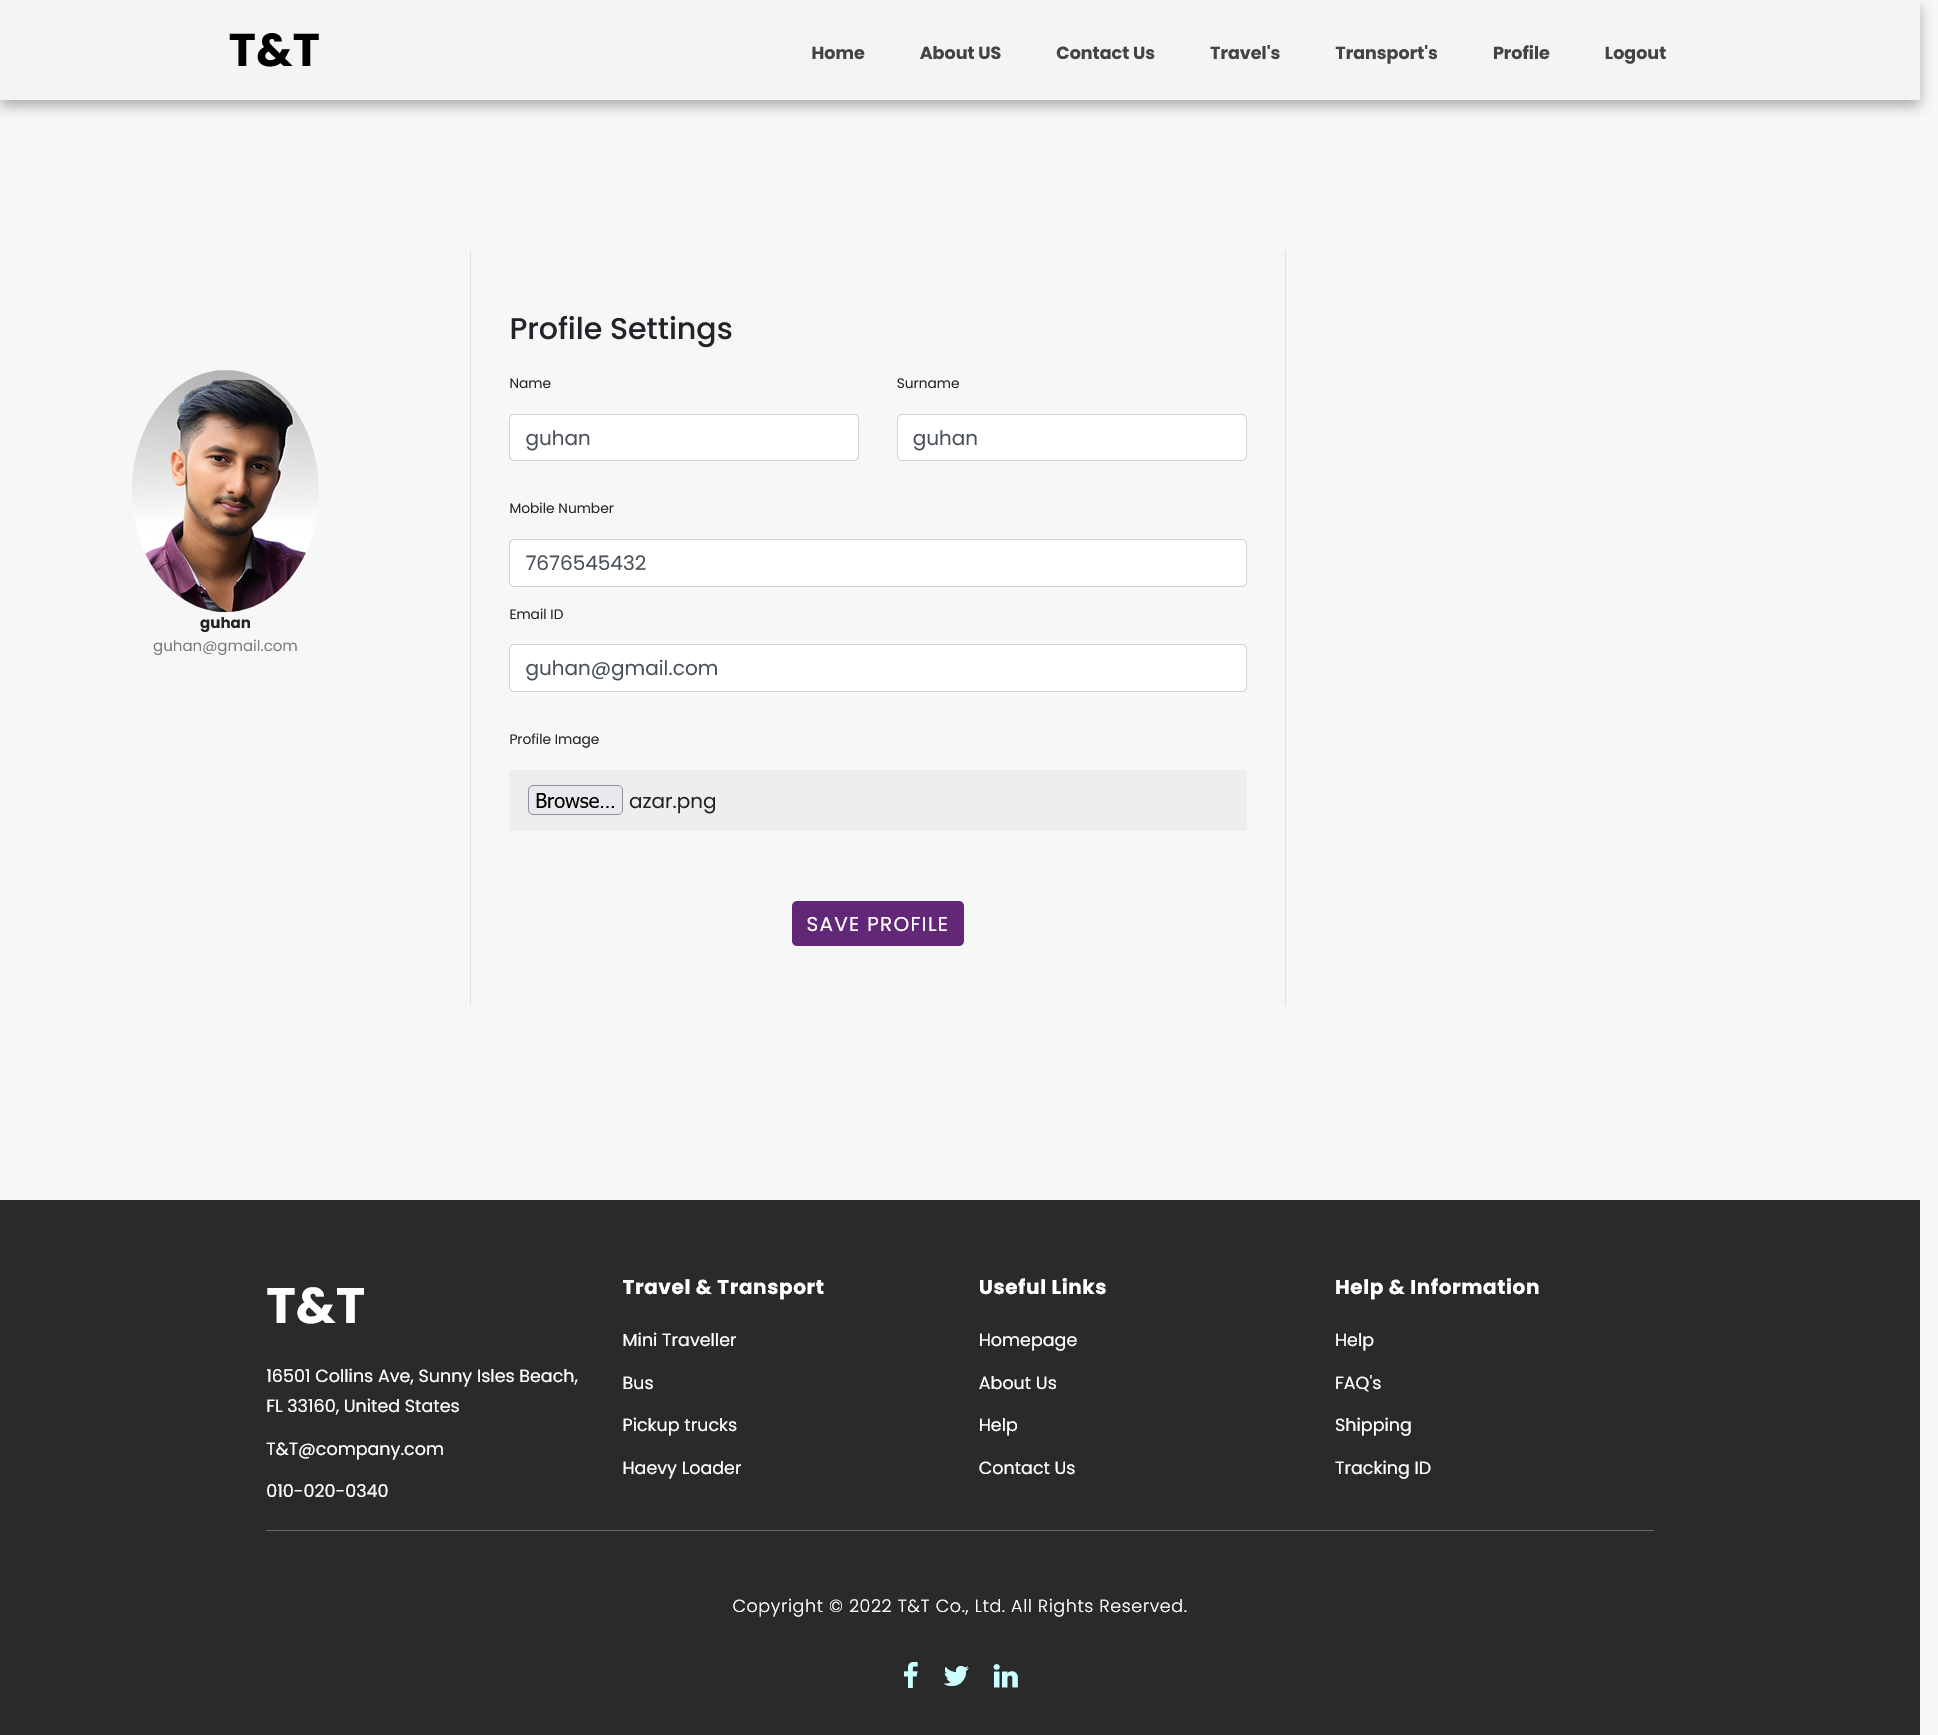 T&T
Home About US Contact Us Travel's Transport's Profile Logout
guhan
guhan@gmail.com
Profile Settings
Name Surname
guhan guhan
Mobile Number
7676545432
Email ID
guhan@gmail.com
Profile Image
Browse... azar.png
SAVE PROFILE
T&T
16501 Collins Ave, Sunny Isles Beach,
FL 33160, United States
T&T@company.com
010-020-0340
Travel & Transport
Mini Traveller
Bus
Pickup trucks
Haevy Loader
Useful Links
Homepage
About Us
Help
Contact Us
Help & Information
Help
FAQ's
Shipping
Tracking ID
Copyright © 2022 T&T Co., Ltd. All Rights Reserved.